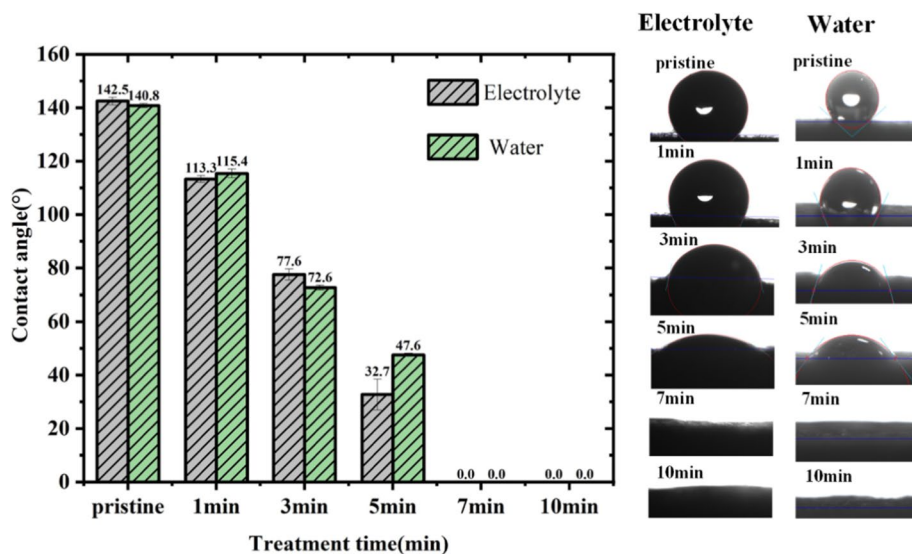 Electrolyte
Water
160
140
120
100
80
60
40
20
0
Contact angle(°)
142.5
140.8
113.3
115.4
77.6
72.6
32.7
47.6
0.0
0.0
0.0
0.0
Electrolyte
Water
pristine
1min
3min
5min
7min
10min
Treatment time(min)
pristine
pristine
1min
1min
3min
3min
5min
5min
7min
7min
10min
10min